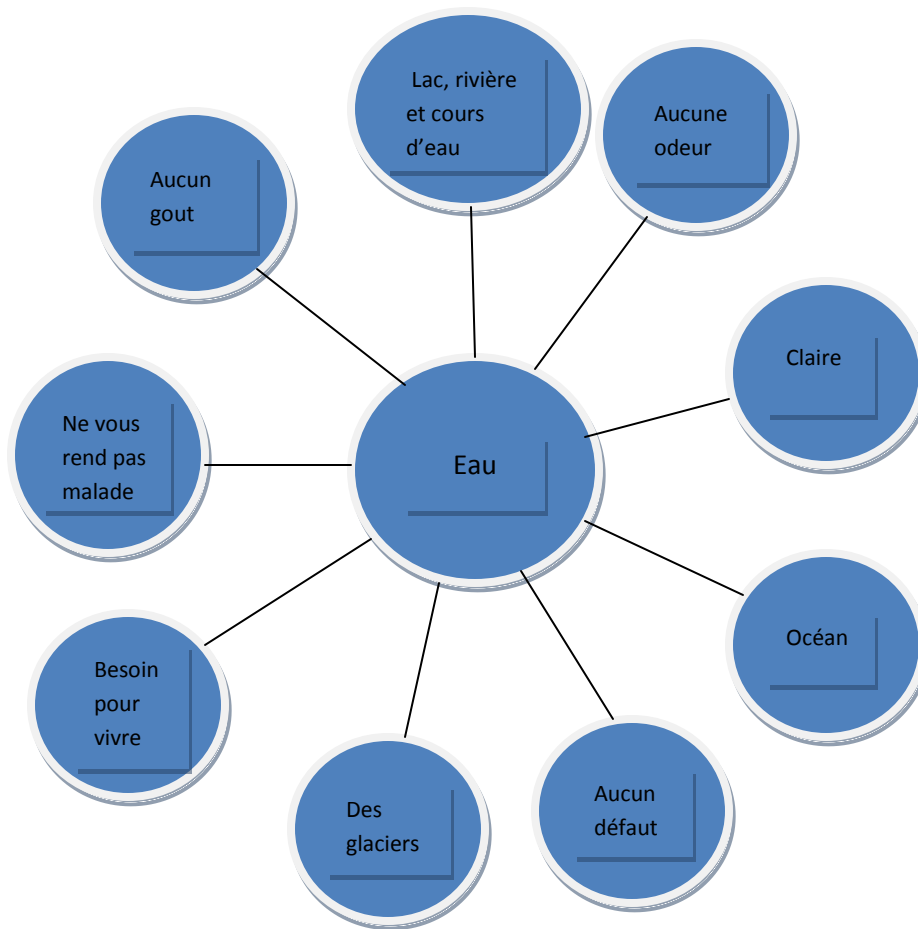 Lac, rivière
et cours
d'eau
Aucune
odeur
Aucun
gout
Claire
Ne vous
rend pas
malade
Eau
Océan
Besoin
pour
vivre
Des
glaciers
Aucun
défaut